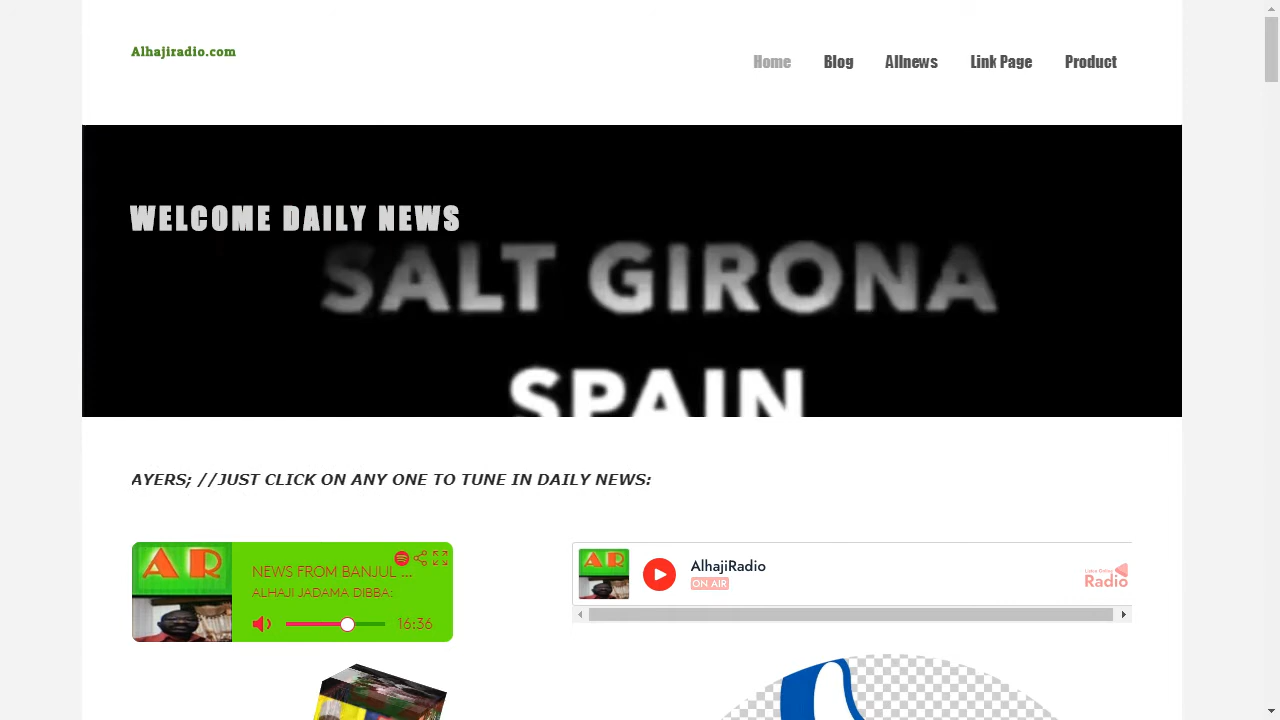 Alhajiradio.com
Home Blog Allnews Link Page Product
WELCOME DAILY NEWS
SALT GIRONA
SPAIN
AYERS; //JUST CLICK ON ANY ONE TO TUNE IN DAILY NEWS:
AR
NEWS FROM BANJUL ...
ALHAJI JADAMA DIBBA:
16:36
AR
AlhajiRadio
ON AIR
Listen Online
Radio